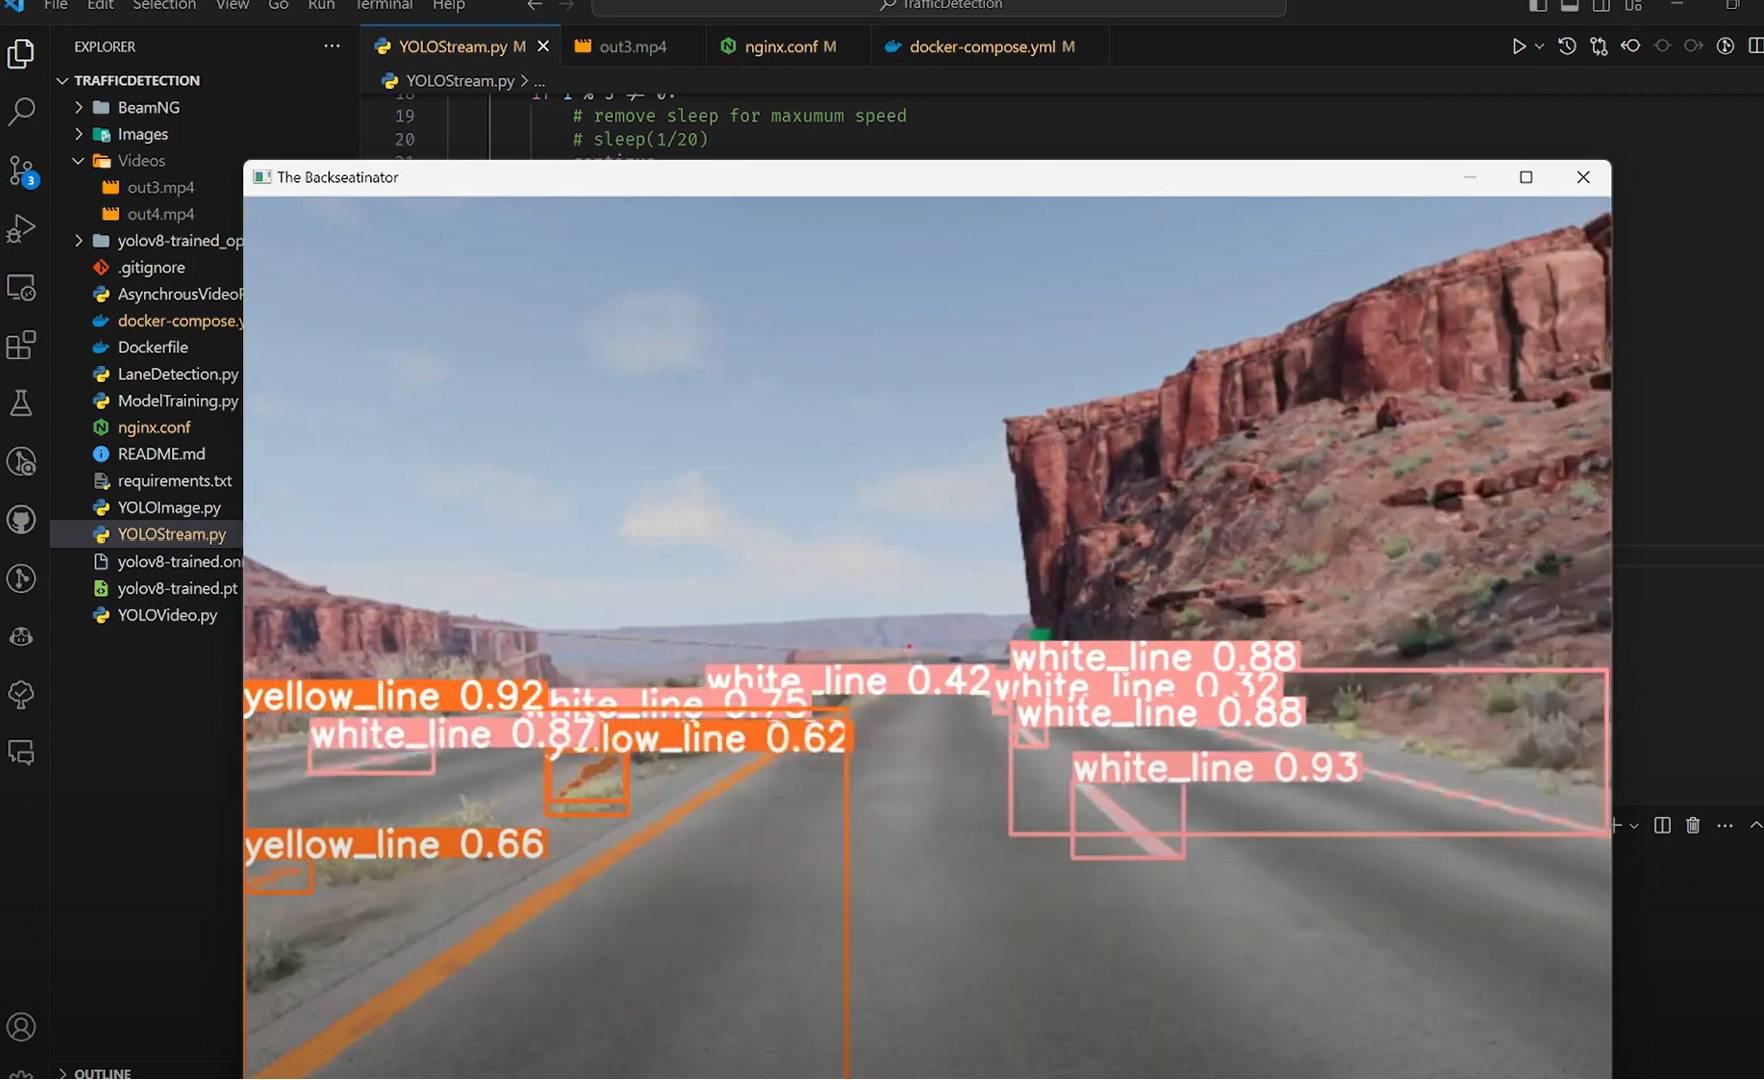 File Edit Selection View Go Run Terminal Help
TrafficDetection
EXPLORER
YOLOStream.py M
out3.mp4
nginx.conf M
docker-compose.yml M
TRAFFICDETECTION
YOLOStream.py > ...
BeamNG
Images
Videos
out3.mp4
out4.mp4
yolov8-trained_op
.gitignore
AsynchrousVideoF
docker-compose.y
Dockerfile
LaneDetection.py
ModelTraining.py
nginx.conf
README.md
requirements.txt
YOLOImage.py
YOLOStream.py
yolov8-trained.on
yolov8-trained.pt
YOLOVideo.py
OUTLINE
3
19 # remove sleep for maxumum speed
20 # sleep(1/20)
continue
The Backseatinator
white_line 0.88
white_line 0.42
white_line 0.32
yellow_line 0.92
white_line 0.75
white_line 0.88
white_line 0.87
yellow_line 0.62
white_line 0.93
yellow_line 0.66